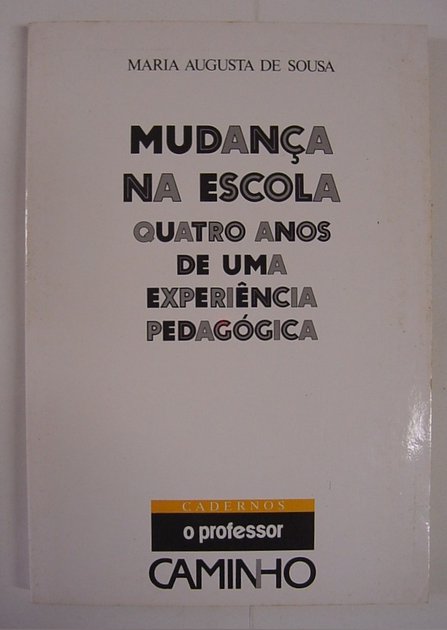 MARIA AUGUSTA DE SOUSA
MUDANÇA
NA ESCOLA
QUATRO ANOS
DE UMA
EXPERIÊNCIA
PEDAGÓGICA
CADERNOS
o professor
CAMINHO